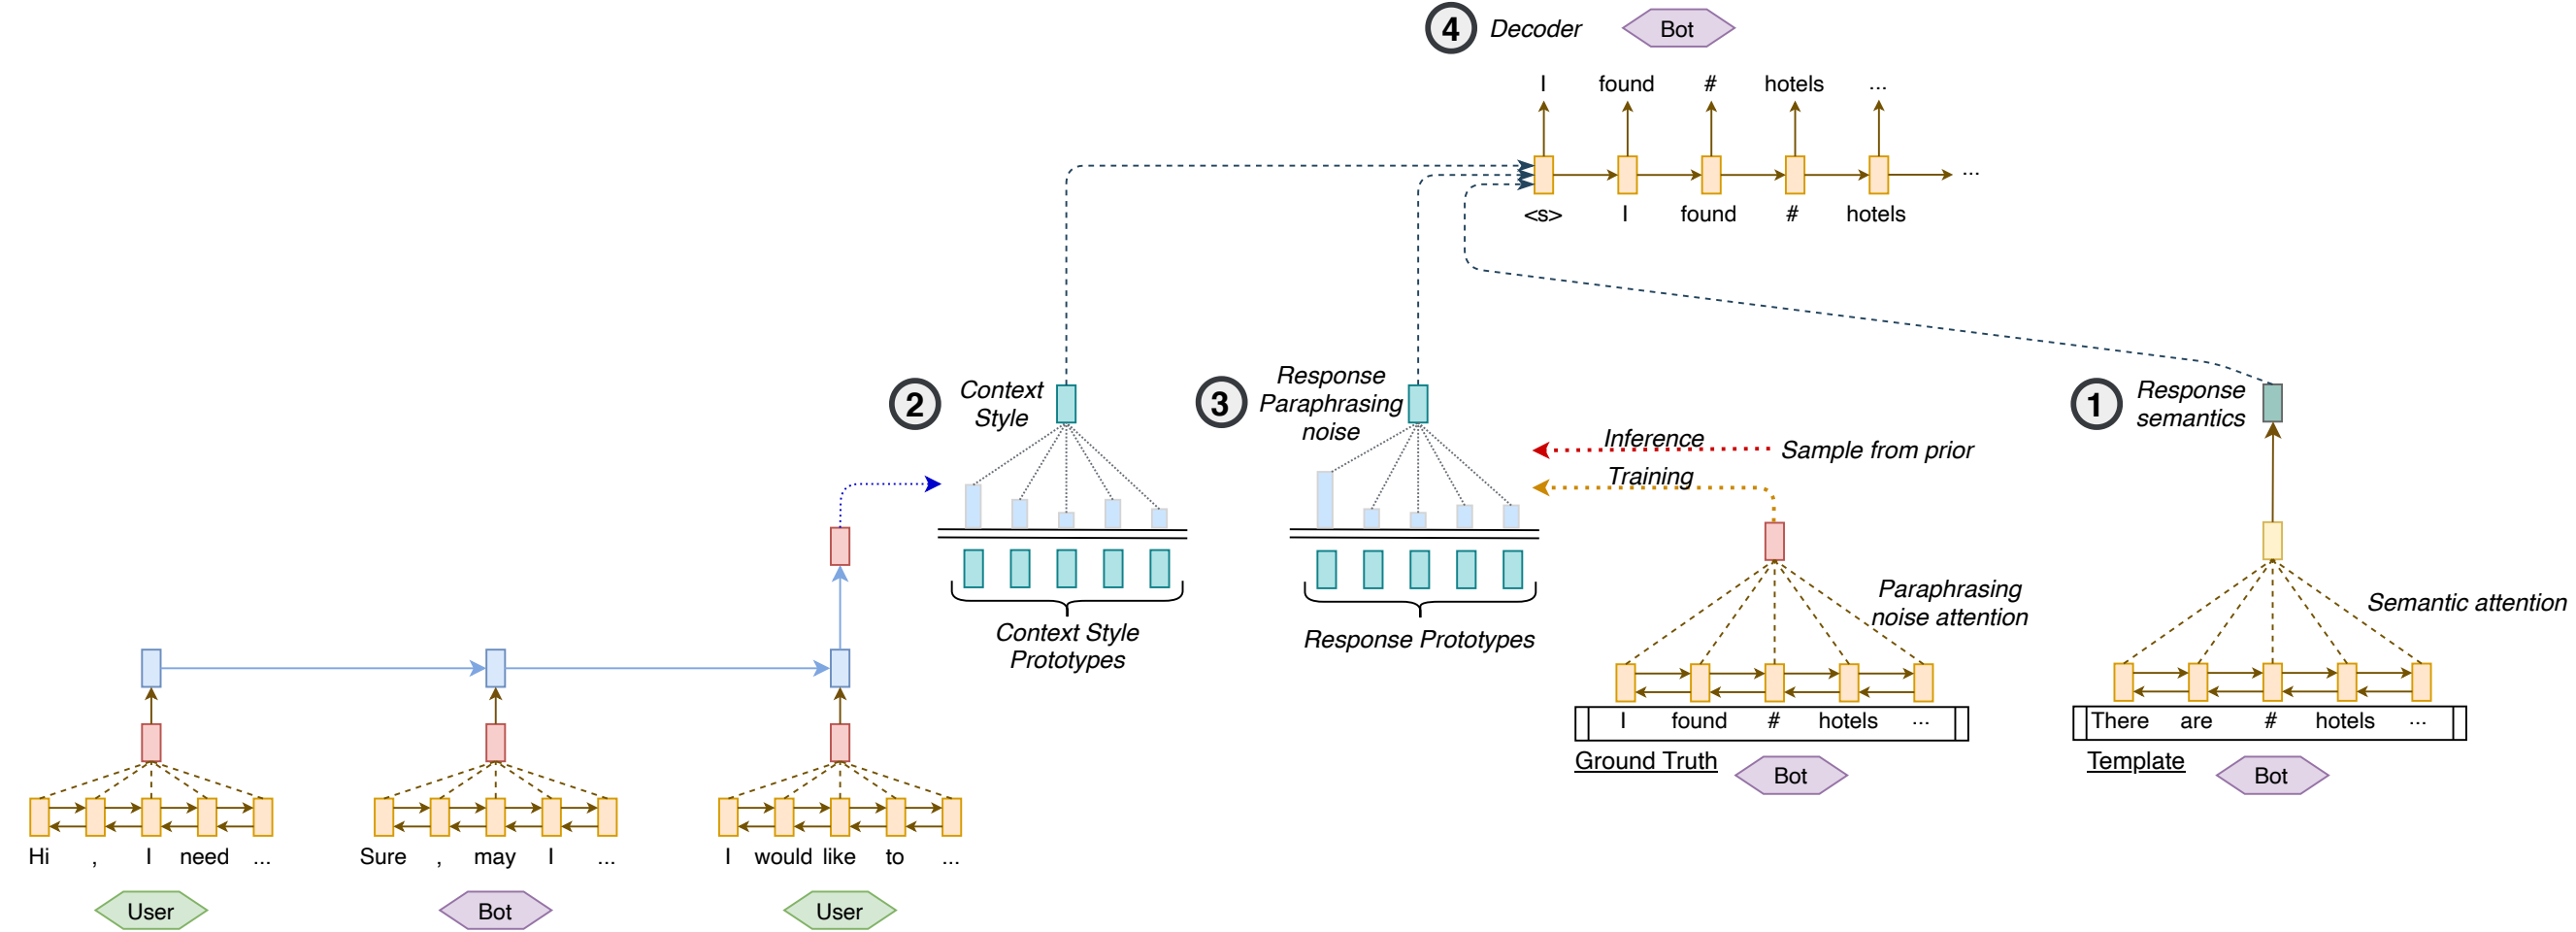 4 Decoder Bot
I found # hotels ...
...
<s> I found # hotels
2 Context
Style
3 Response
Paraphrasing
noise
Inference Sample from prior
Training
1 Response
semantics
Context Style
Prototypes
Response Prototypes
Paraphrasing
noise attention
Semantic attention
I found # hotels ...
Ground Truth Bot
There are # hotels ...
Template Bot
Hi , I need ...
User
Sure , may I ...
Bot
I would like to ...
User